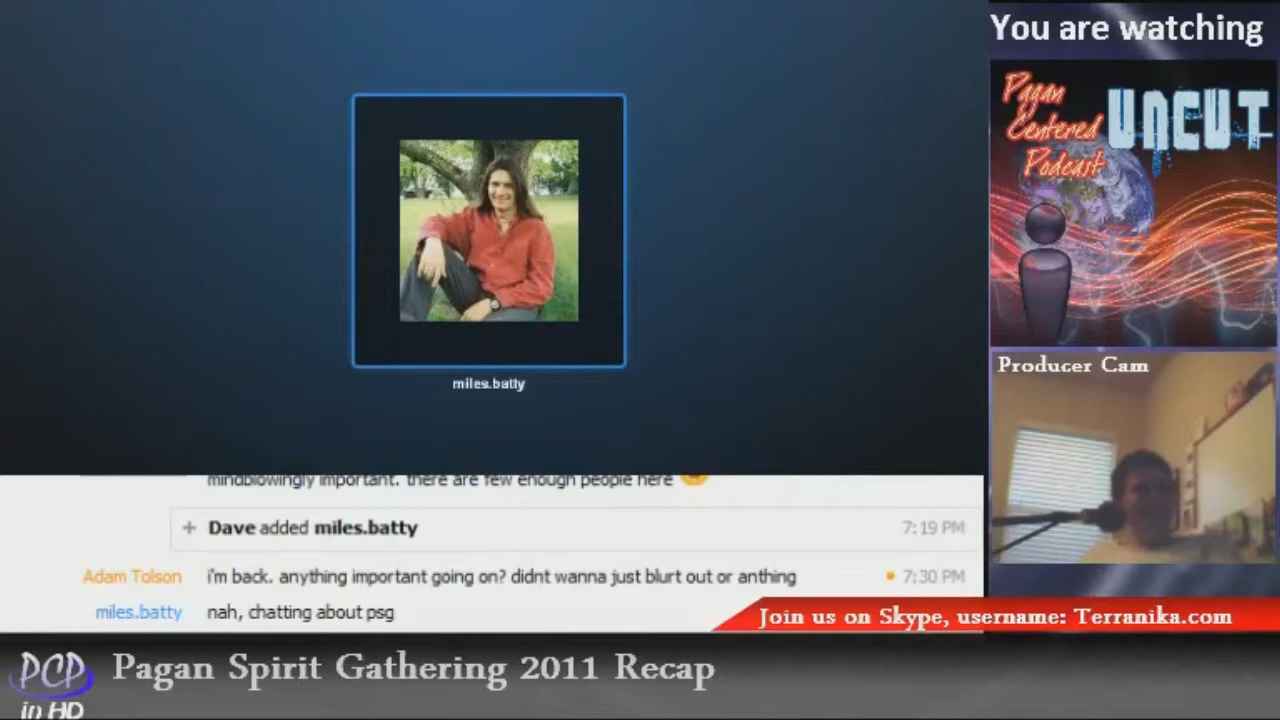 You are watching
Pagan
Centered
Podcast
UNCUT
Producer Cam
miles.batty
mindblowingly important. there are few enough people here
+ Dave added miles.batty 7:19 PM
Adam Tolson i'm back. anything important going on? didnt wanna just blurt out or anthing 7:30 PM
miles.batty nah, chatting about psg
Join us on Skype, username: Terranika.com
PCP
in HD
Pagan Spirit Gathering 2011 Recap